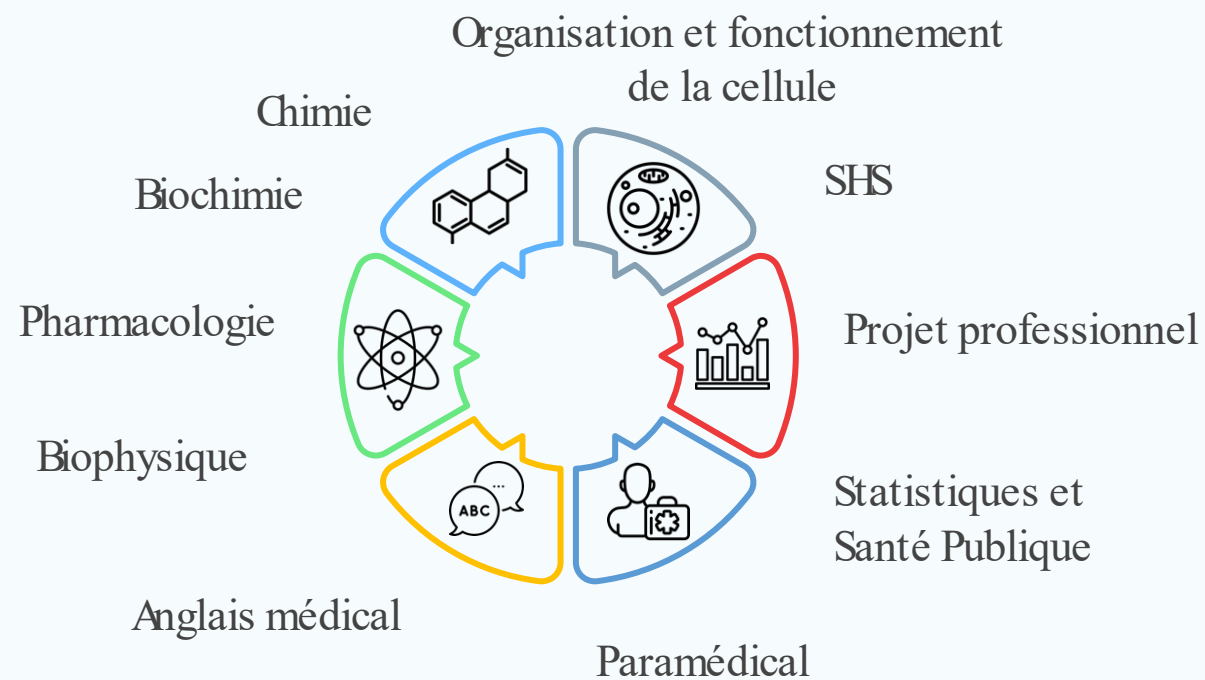 Organisation et fonctionnement
de la cellule
Chimie
Biochimie
SHS
Pharmacologie
Projet professionnel
Biophysique
Statistiques et
Santé Publique
ABC
...
Anglais médical
Paramédical